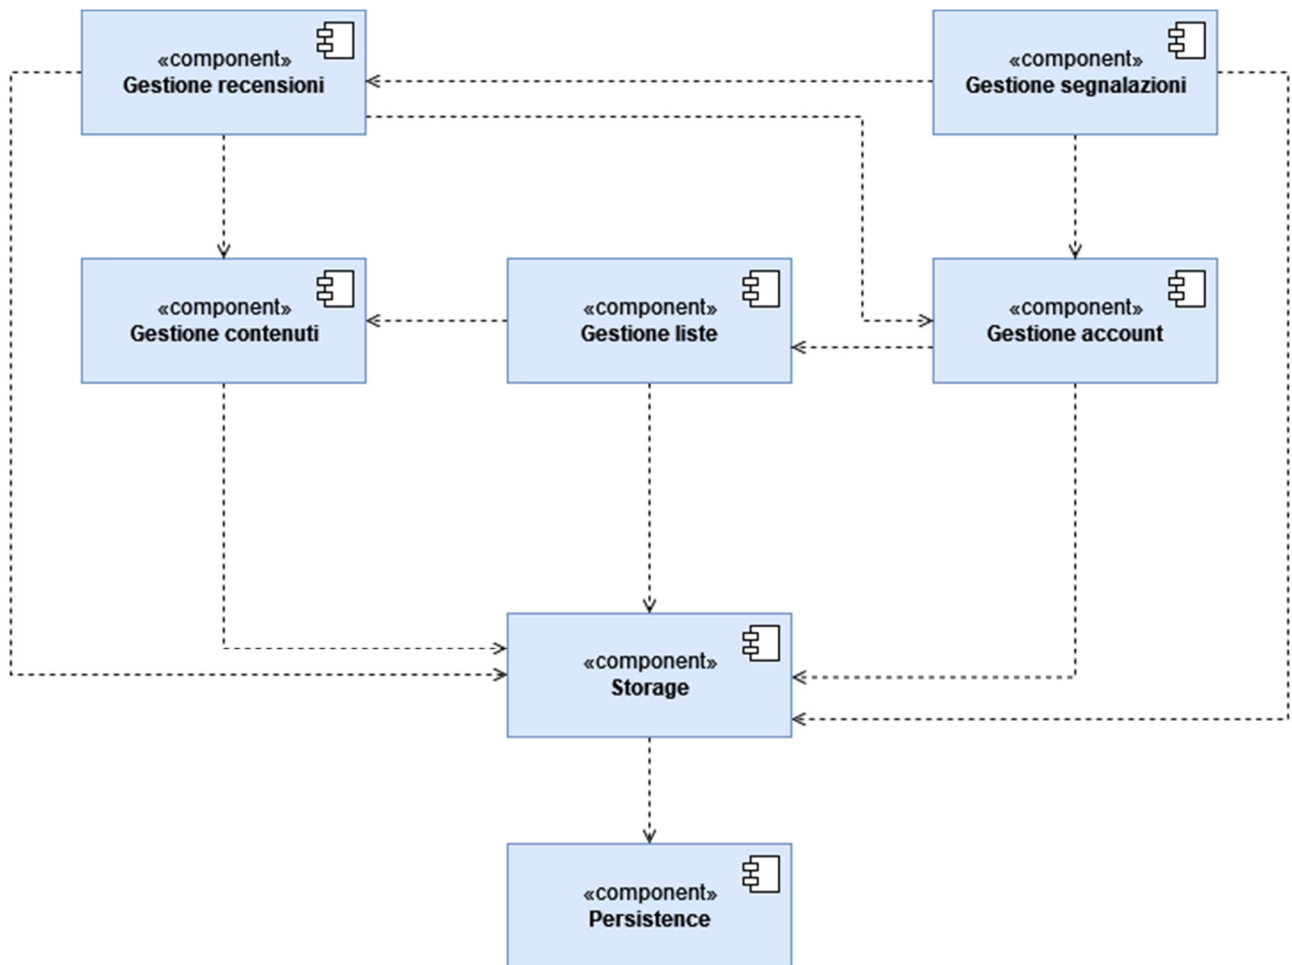 «component»
Gestione recensioni
«component»
Gestione segnalazioni
«component»
Gestione contenuti
«component»
Gestione liste
«component»
Gestione account
«component»
Storage
«component»
Persistence